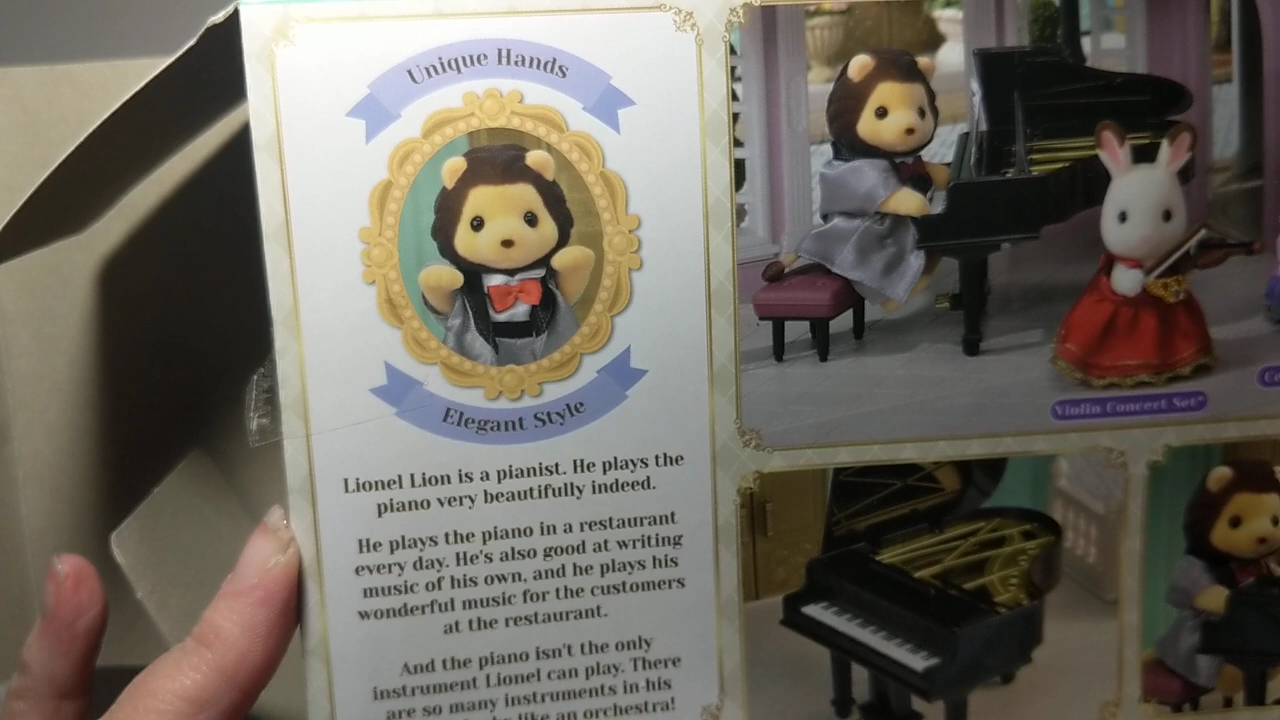 Unique Hands
Elegant Style
Lionel Lion is a pianist. He plays the
piano very beautifully indeed.
He plays the piano in a restaurant
every day. He's also good at writing
music of his own, and he plays his
wonderful music for the customers
at the restaurant.
And the piano isn't the only
instrument Lionel can play. There
are so many instruments in his
like an orchestra!
Violin Concert Set*